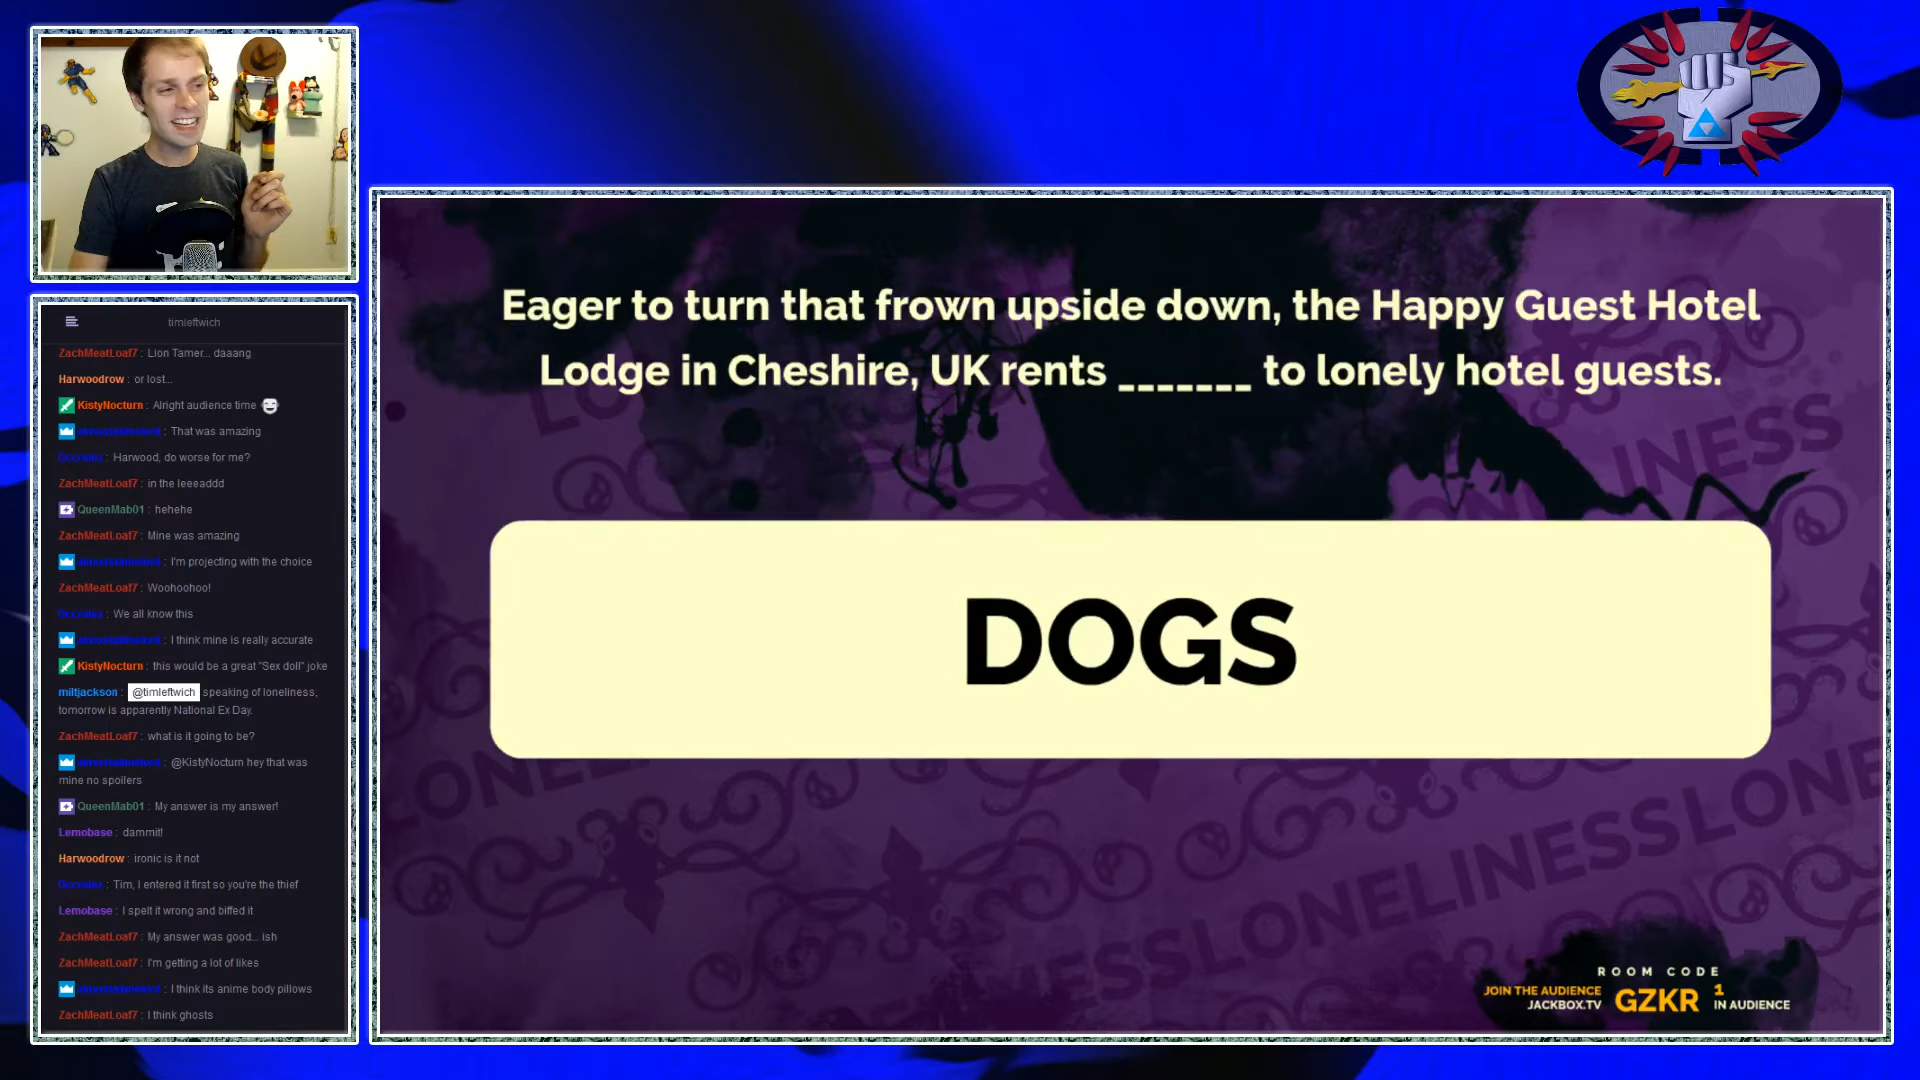 timleftwich
ZachMeatLoaf7 : Lion Tamer... daaang
Harwoodrow : or lost...
KistyNocturn : Alright audience time
: That was amazing
: Harwood, do worse for me?
ZachMeatLoaf7 : in the leeeaddd
QueenMab01 : hehehe
ZachMeatLoaf7 : Mine was amazing
: I'm projecting with the choice
ZachMeatLoaf7 : Woohoohoo!
: We all know this
: I think mine is really accurate
KistyNocturn : this would be a great "Sex doll" joke
miltjackson : @timleftwich speaking of loneliness,
tomorrow is apparently National Ex Day.
ZachMeatLoaf7 : what is it going to be?
: @KistyNocturn hey that was
mine no spoilers
QueenMab01 : My answer is my answer!
Lemobase : dammit!
Harwoodrow : ironic is it not
: Tim, I entered it first so you're the thief
Lemobase : I spelt it wrong and biffed it
ZachMeatLoaf7 : My answer was good... ish
ZachMeatLoaf7 : I'm getting a lot of likes
: I think its anime body pillows
ZachMeatLoaf7 : I think ghosts
Eager to turn that frown upside down, the Happy Guest Hotel
Lodge in Cheshire, UK rents _______ to lonely hotel guests.
DOGS
LONELINESS
LONELINESSLONELINESS
ROOM CODE
JOIN THE AUDIENCE
JACKBOX.TV
GZKR
1
IN AUDIENCE